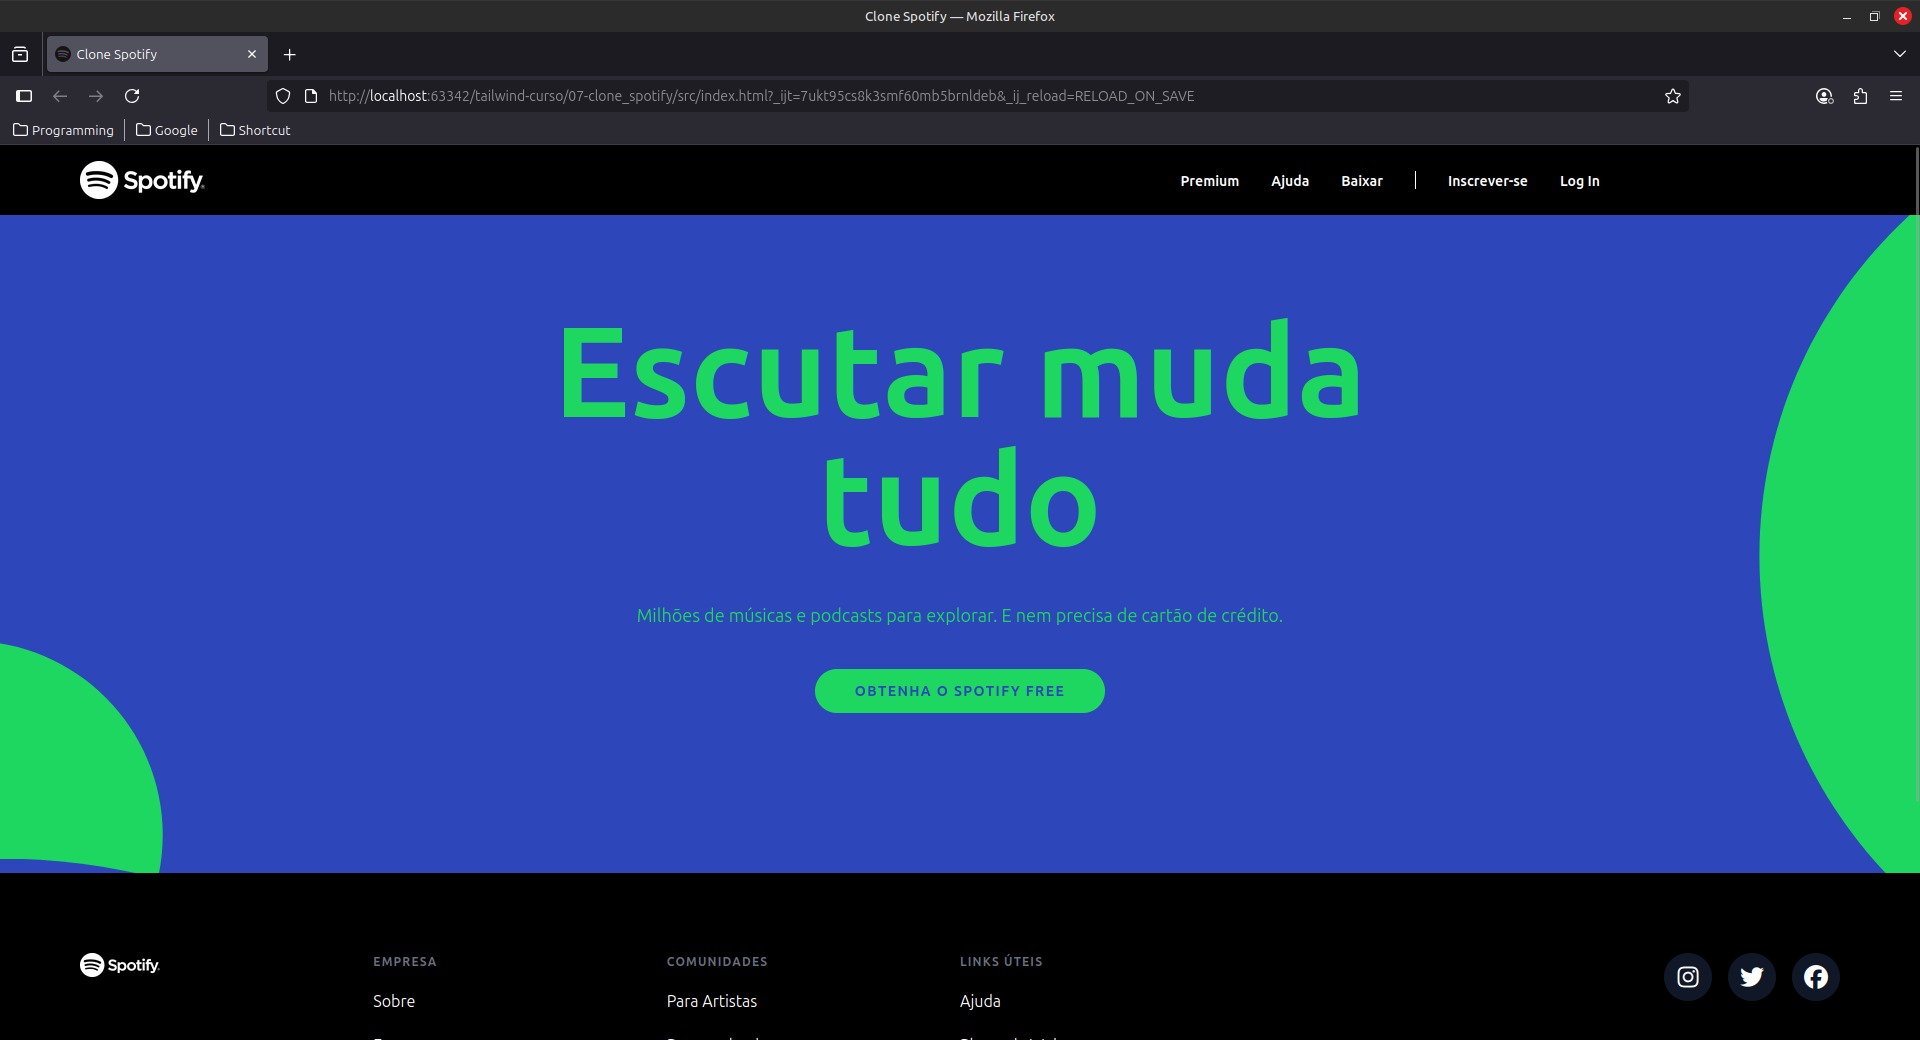 Clone Spotify — Mozilla Firefox
Clone Spotify
http://localhost:63342/tailwind-curso/07-clone_spotify/src/index.html?_ijt=7ukt95cs8k3smf60mb5brnldeb&_ij_reload=RELOAD_ON_SAVE
Programming Google Shortcut
Spotify Premium Ajuda Baixar Inscrever-se Log In
Escutar muda
tudo
Milhões de músicas e podcasts para explorar. E nem precisa de cartão de crédito.
OBTENHA O SPOTIFY FREE
Spotify EMPRESA COMUNIDADES LINKS ÚTEIS
Sobre Para Artistas Ajuda